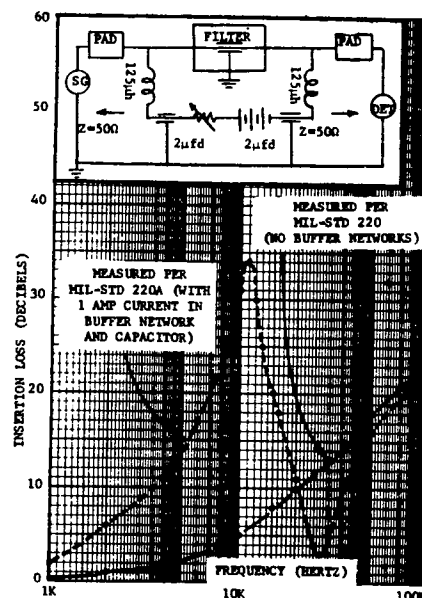 60
PAD
FILTER
PAD
125μh
125μh
SG
DET
50
Z=50Ω
Z=50Ω
2μfd
2μfd
40
MEASURED PER
MIL-STD 220
(NO BUFFER NETWORKS)
MEASURED PER
MIL-STD 220A (WITH
1 AMP CURRENT IN
BUFFER NETWORK
AND CAPACITOR)
30
20
10
0
INSERTION LOSS (DECIBELS)
FREQUENCY (HERTZ)
1K
10K
100K